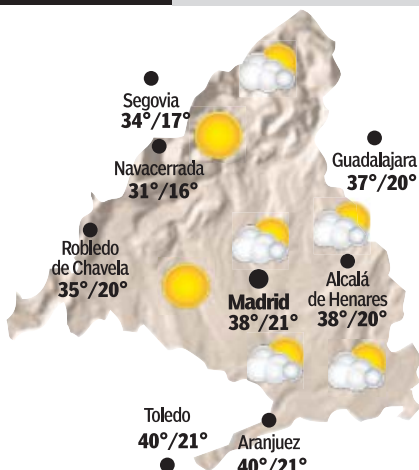 Segovia
34°/17°
Navacerrada
31°/16°
Guadalajara
37°/20°
Robledo
de Chavela
35°/20°
Madrid
38°/21°
Alcalá
de Henares
38°/20°
Toledo
40°/21°
Aranjuez
40°/21°